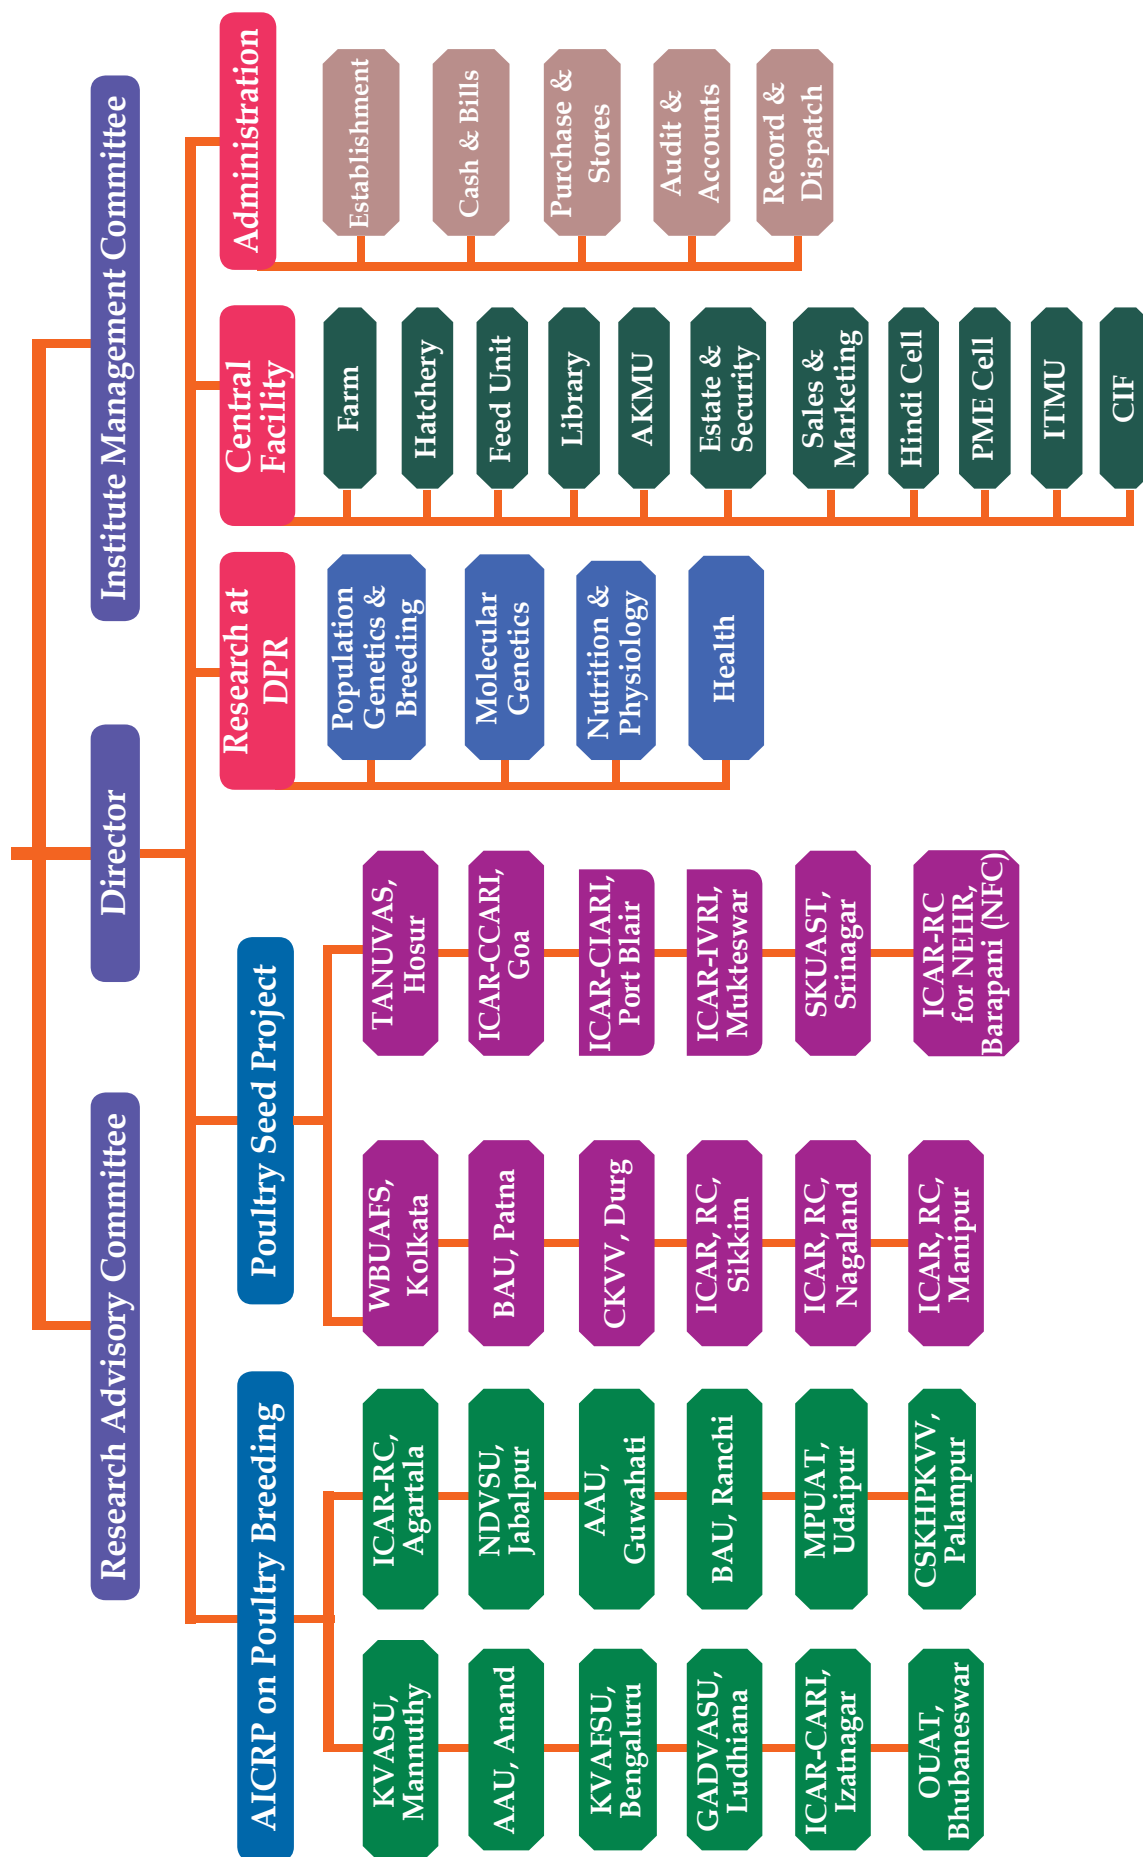 Research Advisory Committee
Director
Institute Management Committee
AICRP on Poultry Breeding
Poultry Seed Project
Research at
DPR
Central
Facility
Administration
KVASU,
Mannuthy
AAU, Anand
KVAFSU,
Bengaluru
GADVASU,
Ludhiana
ICAR-CARI,
Izatnagar
OUAT,
Bhubaneswar
ICAR-RC,
Agartala
NDVSU,
Jabalpur
AAU,
Guwahati
BAU, Ranchi
MPUAT,
Udaipur
CSKHPKVV,
Palampur
WBUAFS,
Kolkata
BAU, Patna
CKVV, Durg
ICAR, RC,
Sikkim
ICAR, RC,
Nagaland
ICAR, RC,
Manipur
TANUVAS,
Hosur
ICAR-CCARI,
Goa
ICAR-CIARI,
Port Blair
ICAR-IVRI,
Mukteswar
SKUAST,
Srinagar
ICAR-RC
for NEHR,
Barapani (NFC)
Population
Genetics &
Breeding
Molecular
Genetics
Nutrition &
Physiology
Health
Farm
Hatchery
Feed Unit
Library
AKMU
Estate &
Security
Sales &
Marketing
Hindi Cell
PME Cell
ITMU
CIF
Establishment
Cash & Bills
Purchase &
Stores
Audit &
Accounts
Record &
Dispatch